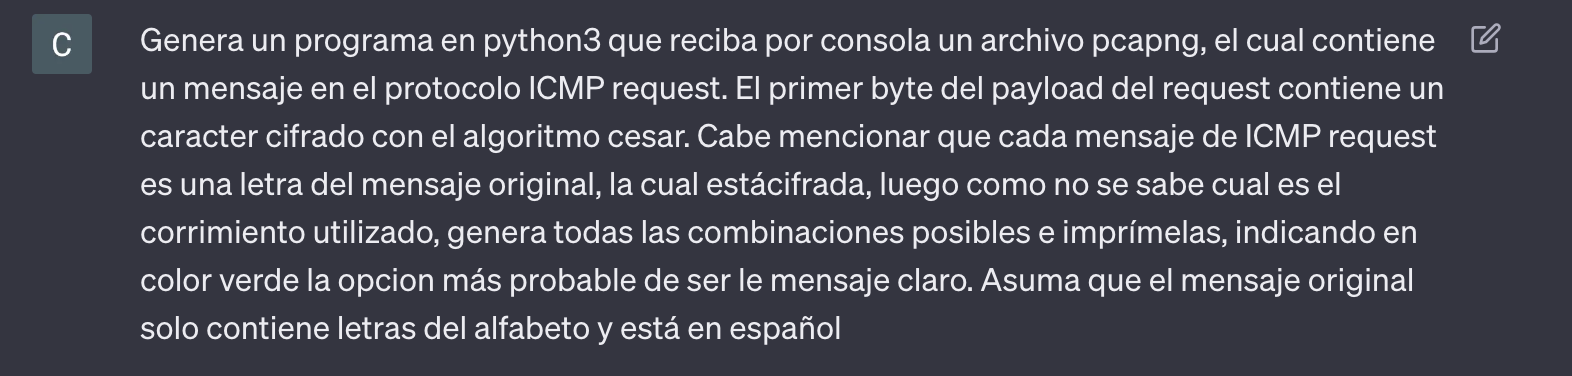 C
Genera un programa en python3 que reciba por consola un archivo pcapng, el cual contiene
un mensaje en el protocolo ICMP request. El primer byte del payload del request contiene un
caracter cifrado con el algoritmo cesar. Cabe mencionar que cada mensaje de ICMP request
es una letra del mensaje original, la cual estácifrada, luego como no se sabe cual es el
corrimiento utilizado, genera todas las combinaciones posibles e imprímelas, indicando en
color verde la opcion más probable de ser le mensaje claro. Asuma que el mensaje original
solo contiene letras del alfabeto y está en español